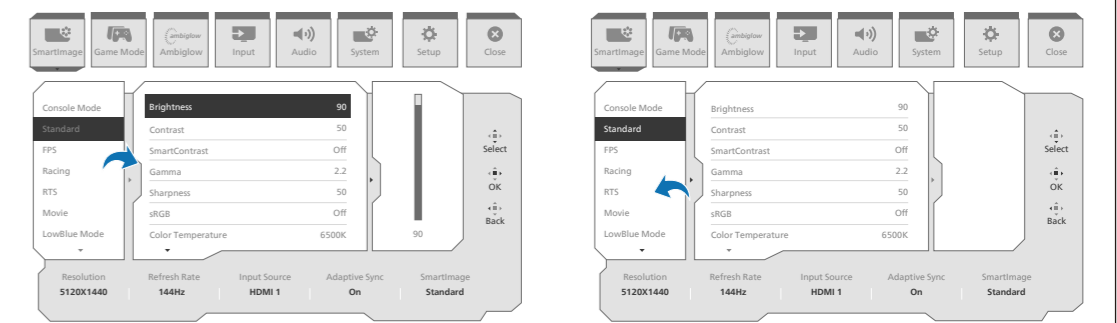 ambiglow
SmartImage Game Mode Ambiglow Input Audio System Setup Close
Console Mode
Standard
FPS
Racing
RTS
Movie
LowBlue Mode
Brightness 90
Contrast 50
SmartContrast Off
Gamma 2.2
Sharpness 50
sRGB Off
Color Temperature 6500K
90
Select
OK
Back
Resolution Refresh Rate Input Source Adaptive Sync SmartImage
5120X1440 144Hz HDMI 1 On Standard
ambiglow
SmartImage Game Mode Ambiglow Input Audio System Setup Close
Console Mode
Standard
FPS
Racing
RTS
Movie
LowBlue Mode
Brightness 90
Contrast 50
SmartContrast Off
Gamma 2.2
Sharpness 50
sRGB Off
Color Temperature 6500K
Select
OK
Back
Resolution Refresh Rate Input Source Adaptive Sync SmartImage
5120X1440 144Hz HDMI 1 On Standard